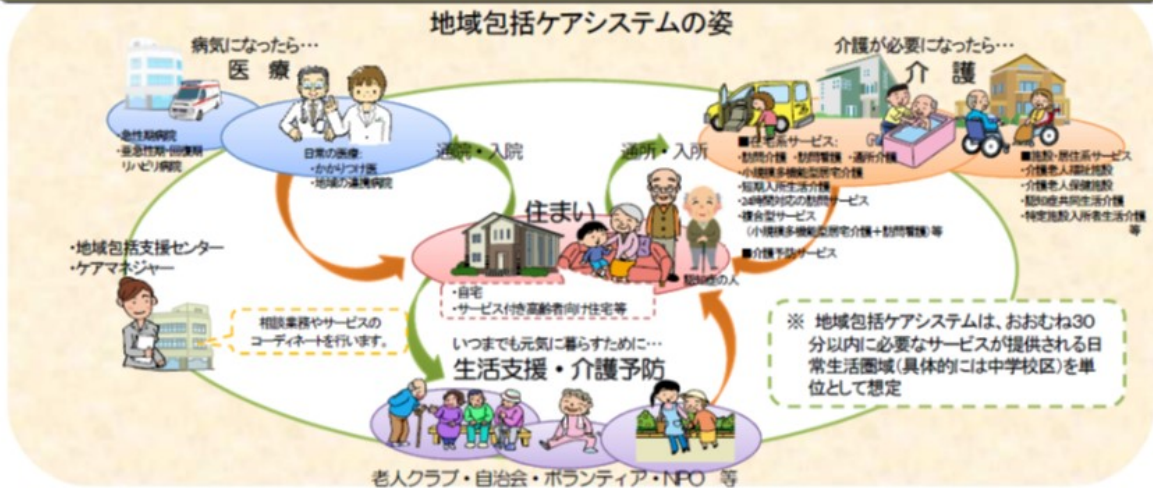 地域包括ケアシステムの姿
病気になったら…
医 療
・急性期病院
・亜急性期・回復期
リハビリ病院
日常の医療:
・かかりつけ医
・地域の連携病院
通院・入院
通所・入所
介護が必要になったら…
介 護
■在宅系サービス:
・訪問介護 ・訪問看護 ・通所介護
・小規模多機能型居宅介護
・短期入所生活介護
・24時間対応の訪問サービス
・複合型サービス
(小規模多機能型居宅介護+訪問看護)等
■介護予防サービス
■施設・居住系サービス
・介護老人福祉施設
・介護老人保健施設
・認知症共同生活介護
・特定施設入所者生活介護
等
住まい
認知症の人
・自宅
・サービス付き高齢者向け住宅等
・地域包括支援センター
・ケアマネジャー
相談業務やサービスの
コーディネートを行います。
いつまでも元気に暮らすために…
生活支援・介護予防
老人クラブ・自治会・ボランティア・NPO 等
※ 地域包括ケアシステムは、おおむね30
分以内に必要なサービスが提供される日
常生活圏域(具体的には中学校区)を単
位として想定